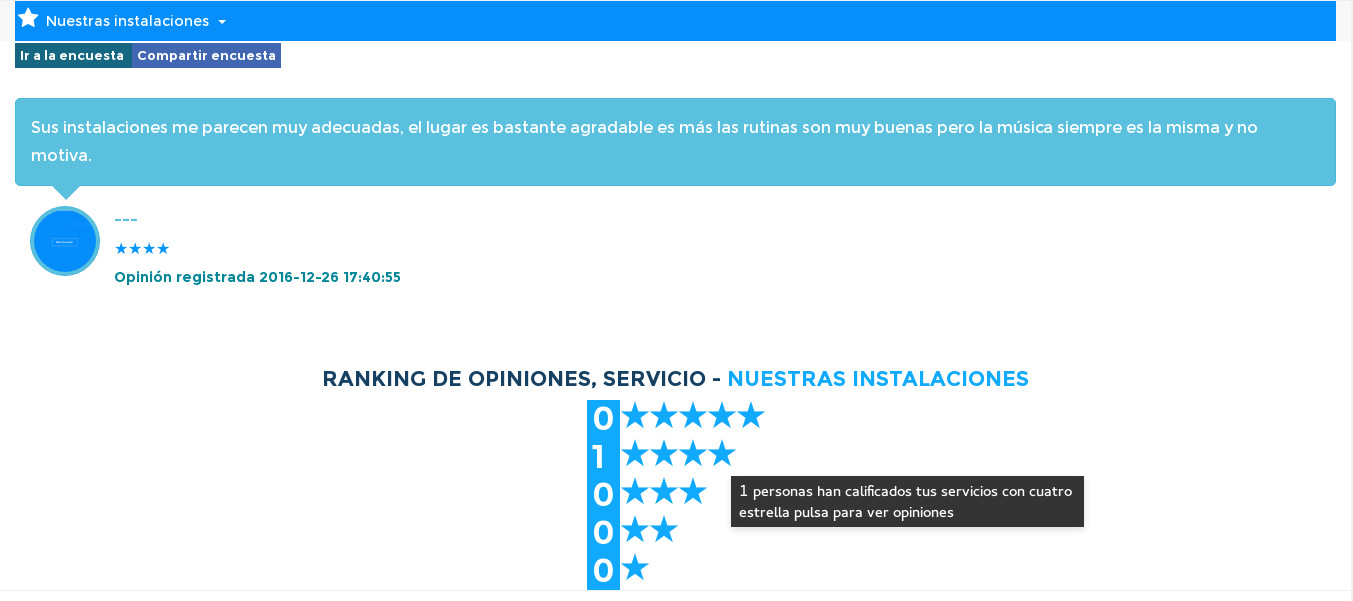 Nuestras instalaciones
Ir a la encuesta Compartir encuesta
Sus instalaciones me parecen muy adecuadas, el lugar es bastante agradable es más las rutinas son muy buenas pero la música siempre es la misma y no
motiva.
---
★★★★
Opinión registrada 2016-12-26 17:40:55
RANKING DE OPINIONES, SERVICIO - NUESTRAS INSTALACIONES
0 ★★★★★
1 ★★★★
0 ★★★
1 personas han calificados tus servicios con cuatro
estrella pulsa para ver opiniones
0 ★★
0 ★